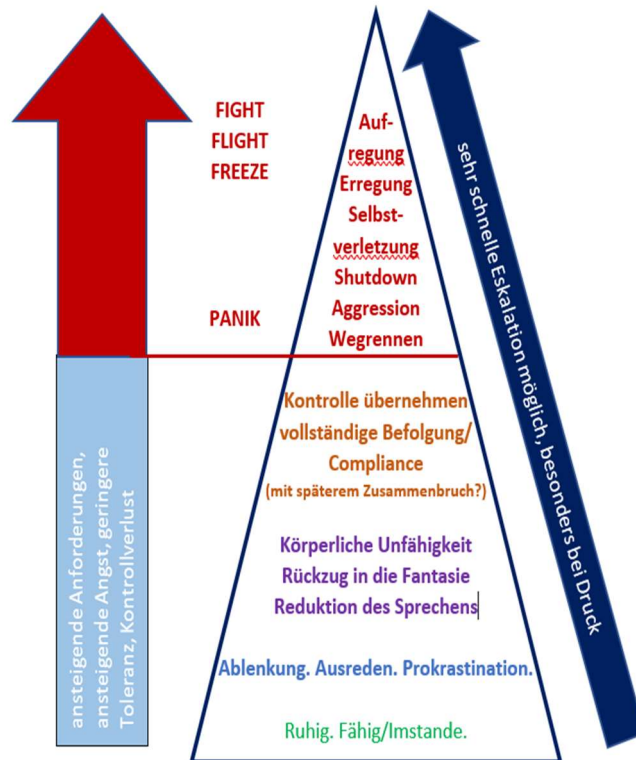 FIGHT
FLIGHT
FREEZE
PANIK
Auf-
regung
Erregung
Selbst-
verletzung
Shutdown
Aggression
Wegrennen
Kontrolle übernehmen
vollständige Befolgung/
Compliance
(mit späterem Zusammenbruch?)
Körperliche Unfähigkeit
Rückzug in die Fantasie
Reduktion des Sprechens
Ablenkung. Ausreden. Prokrastination.
Ruhig. Fähig/Imstande.
ansteigende Anforderungen,
ansteigende Angst, geringere
Toleranz, Kontrollverlust
sehr schnelle Eskalation möglich, besonders bei Druck